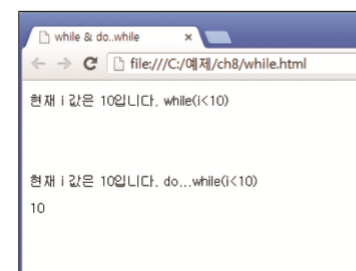 while & do..while
file:///C:/예제/ch8/while.html
현재 i 값은 10입니다. while(i<10)
현재 i 값은 10입니다. do...while(i<10)
10